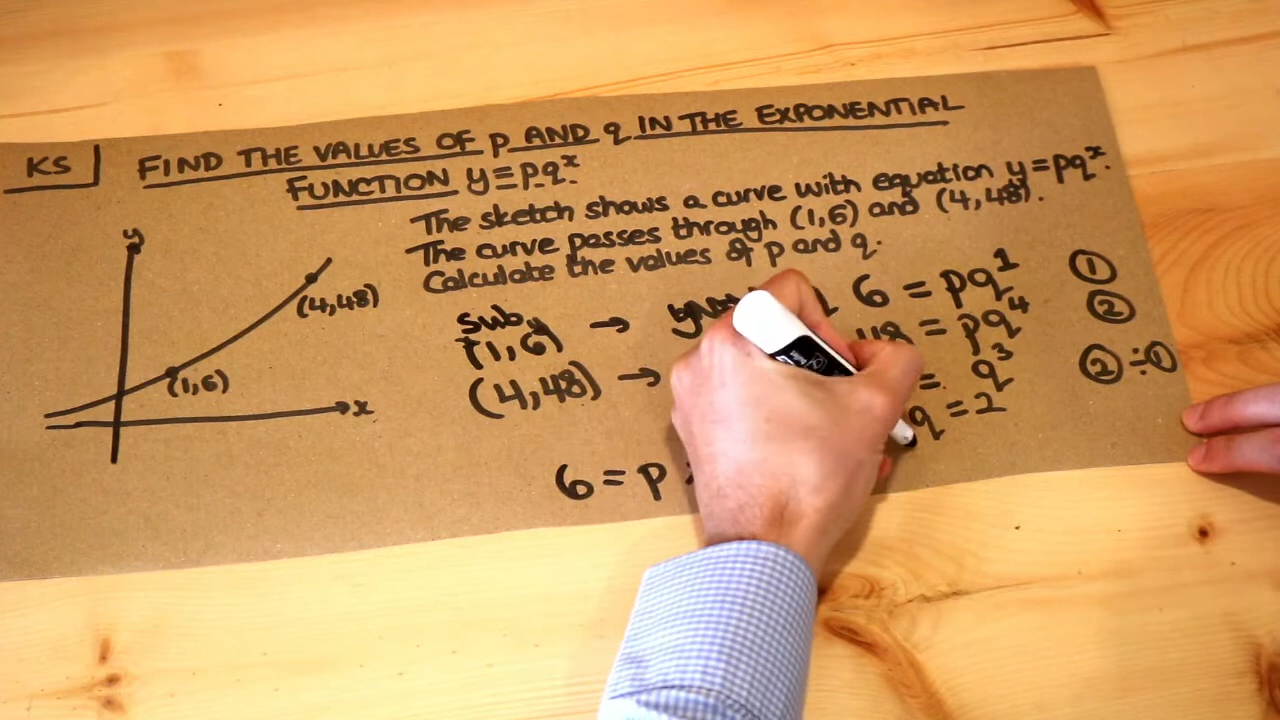 KS
FIND THE VALUES OF p AND q IN THE EXPONENTIAL
FUNCTION y = pq^x.
The sketch shows a curve with equation y = pq^x.
The curve passes through (1,6) and (4,48).
Calculate the values of p and q.
y
(4,48)
(1,6)
x
sub
(1,6) → 6 = pq^1 ①
(4,48) → 48 = pq^4 ②
= q^3 ② ÷ ①
q = 2
6 = p